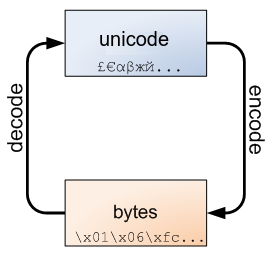 unicode
£€αβжй...
decode
encode
bytes
\x01\x06\xfc...